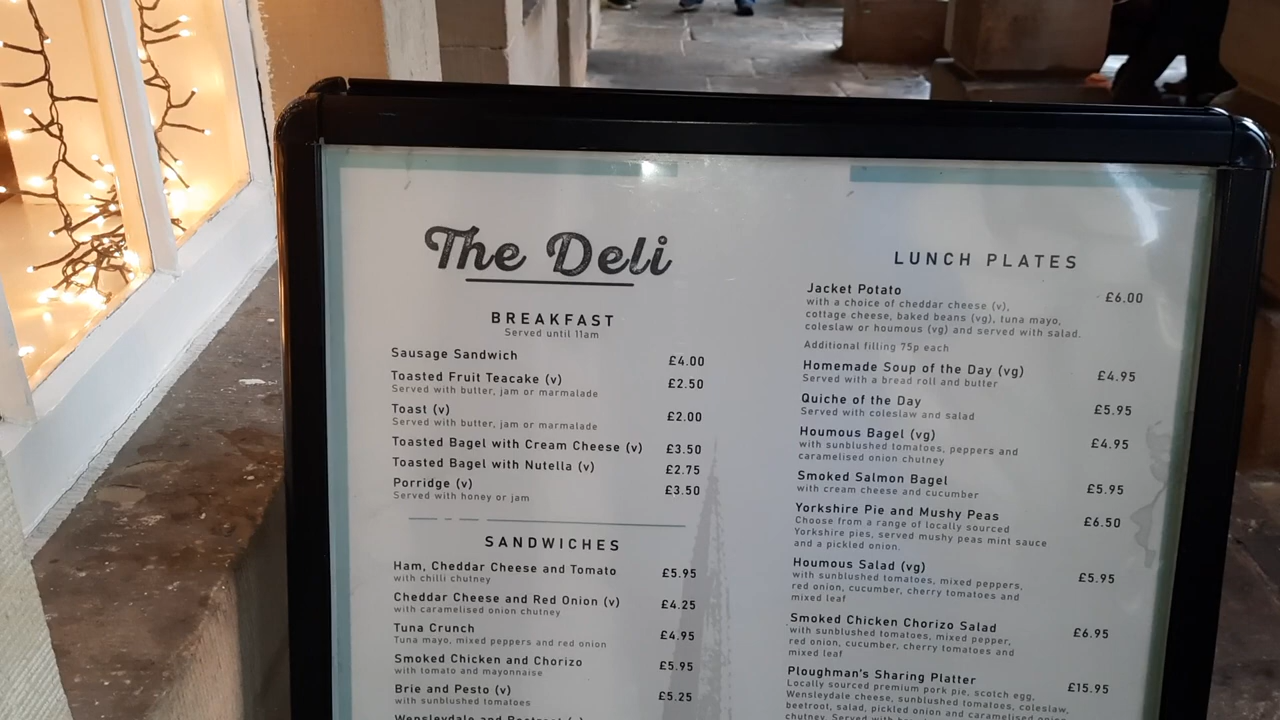 The Deli
BREAKFAST
Served until 11am
Sausage Sandwich £4.00
Toasted Fruit Teacake (v) £2.50
Served with butter, jam or marmalade
Toast (v) £2.00
Served with butter, jam or marmalade
Toasted Bagel with Cream Cheese (v) £3.50
Toasted Bagel with Nutella (v) £2.75
Porridge (v) £3.50
Served with honey or jam
SANDWICHES
Ham, Cheddar Cheese and Tomato £5.95
with chilli chutney
Cheddar Cheese and Red Onion (v) £4.25
with caramelised onion chutney
Tuna Crunch £4.95
Tuna mayo, mixed peppers and red onion
Smoked Chicken and Chorizo £5.95
with tomato and mayonnaise
Brie and Pesto (v) £5.25
with sunblushed tomatoes
Wensleydale and
LUNCH PLATES
Jacket Potato £6.00
with a choice of cheddar cheese (v),
cottage cheese, baked beans (vg), tuna mayo,
coleslaw or houmous (vg) and served with salad.
Additional filling 75p each
Homemade Soup of the Day (vg) £4.95
Served with a bread roll and butter
Quiche of the Day £5.95
Served with coleslaw and salad
Houmous Bagel (vg) £4.95
with sunblushed tomatoes, peppers and
caramelised onion chutney
Smoked Salmon Bagel £5.95
with cream cheese and cucumber
Yorkshire Pie and Mushy Peas £6.50
Choose from a range of locally sourced
Yorkshire pies, served mushy peas mint sauce
and a pickled onion.
Houmous Salad (vg) £5.95
with sunblushed tomatoes, mixed peppers,
red onion, cucumber, cherry tomatoes and
mixed leaf
Smoked Chicken Chorizo Salad £6.95
with sunblushed tomatoes, mixed pepper,
red onion, cucumber, cherry tomatoes and
mixed leaf
Ploughman's Sharing Platter £15.95
Locally sourced premium pork pie, scotch egg,
Wensleydale cheese, sunblushed tomatoes, coleslaw,
beetroot, salad, pickled onion and caramelised onion
chutney. Served with